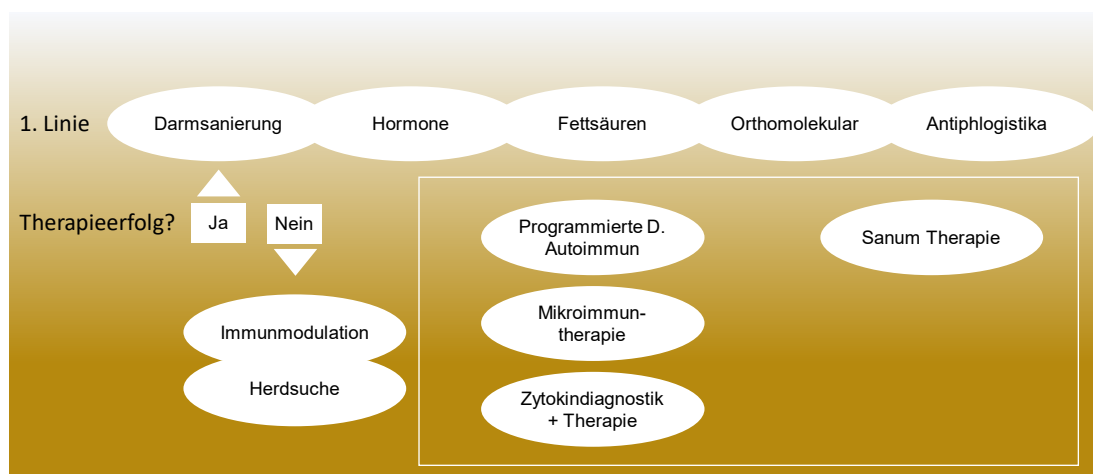 1. Linie
Darmsanierung
Hormone
Fettsäuren
Orthomolekular
Antiphlogistika
Therapieerfolg?
Ja
Nein
Programmierte D.
Autoimmun
Sanum Therapie
Immunmodulation
Herdsuche
Mikroimmun-
therapie
Zytokindiagnostik
+ Therapie